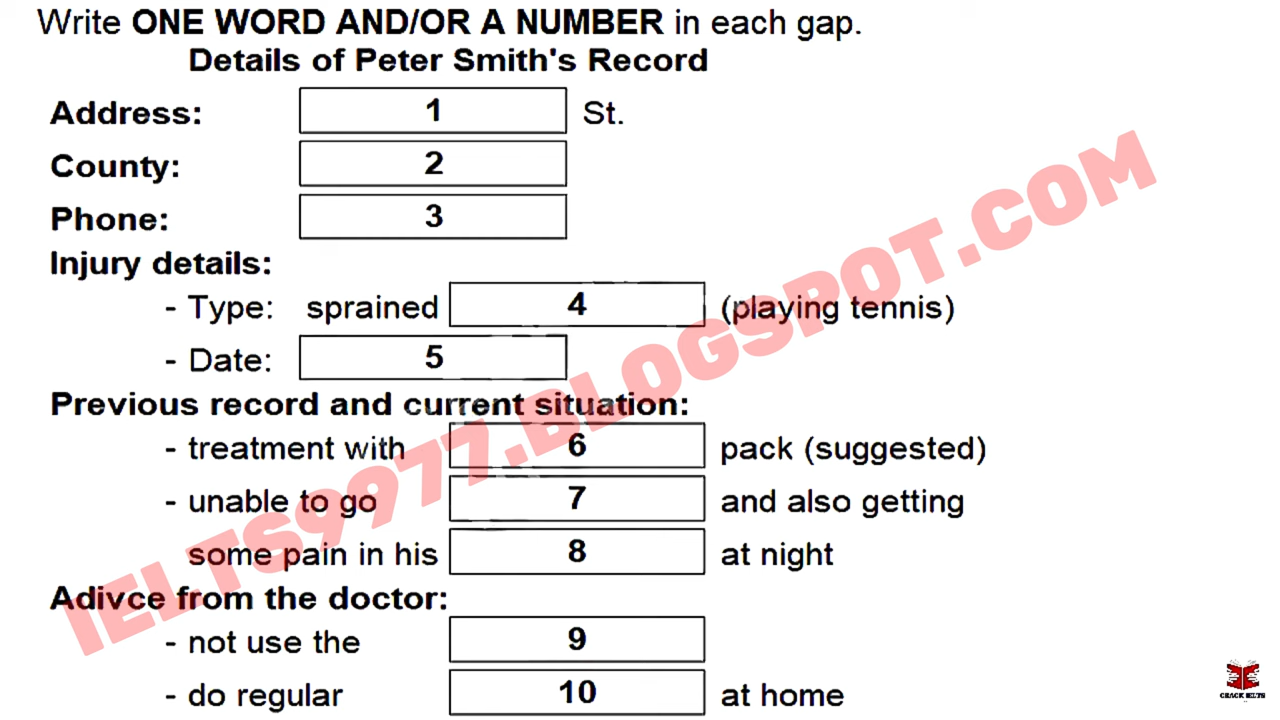 Write ONE WORD AND/OR A NUMBER in each gap.
Details of Peter Smith's Record
Address: 1 St.
County: 2
Phone: 3
Injury details:
- Type: sprained 4 (playing tennis)
- Date: 5
Previous record and current situation:
- treatment with 6 pack (suggested)
- unable to go 7 and also getting
some pain in his 8 at night
Adivce from the doctor:
- not use the 9
- do regular 10 at home
IELTS9977.BLOGSPOT.COM
CRACK IELTS